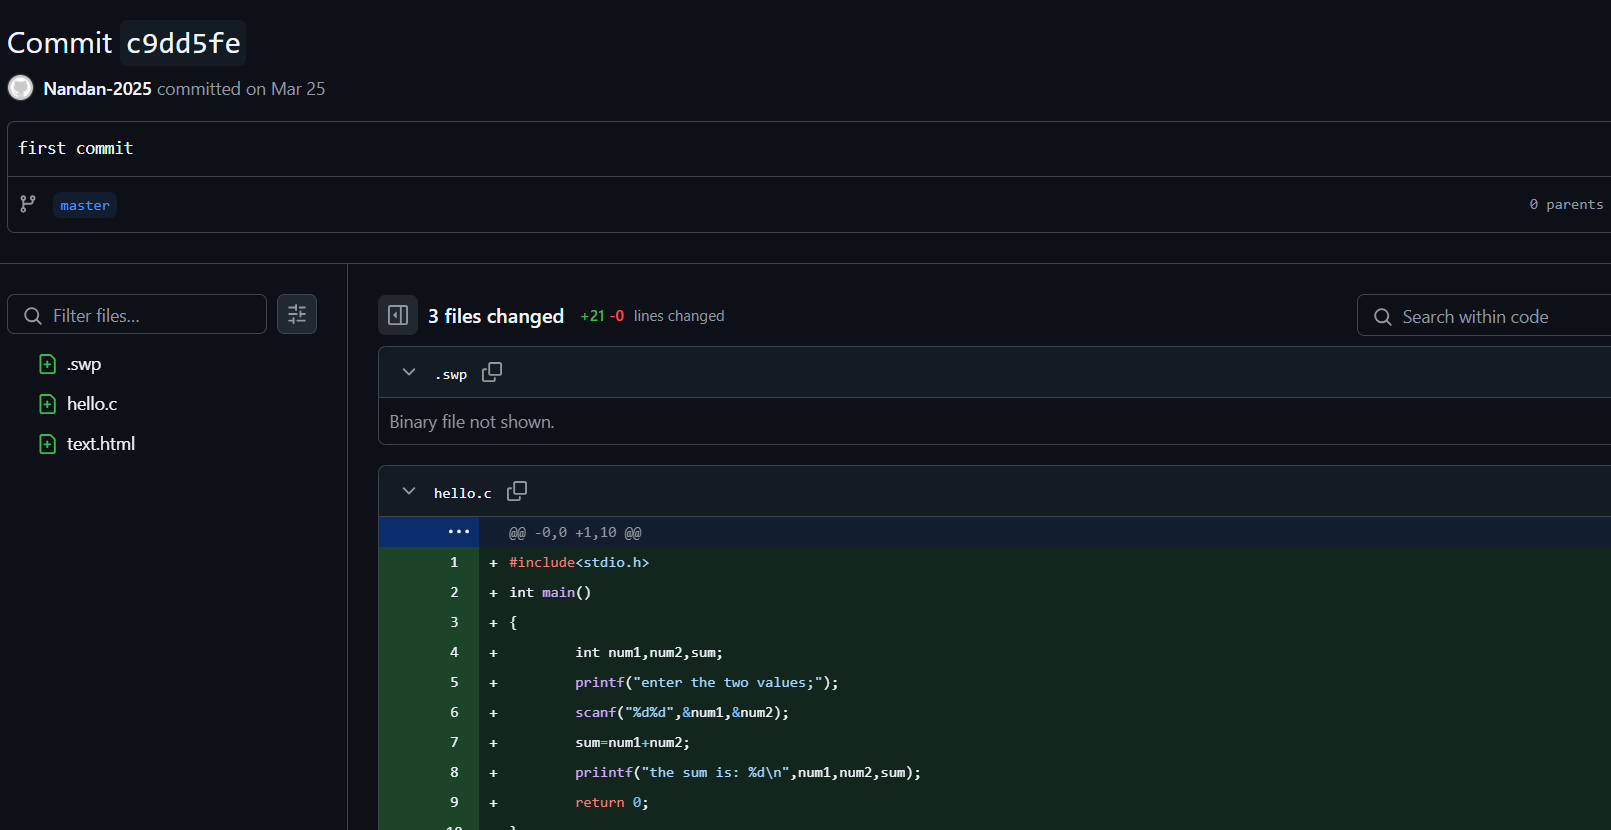 Commit c9dd5fe
Nandan-2025 committed on Mar 25
first commit
master
0 parents
Filter files...
.swp
hello.c
text.html
3 files changed +21 -0 lines changed
Search within code
.swp
Binary file not shown.
hello.c
@@ -0,0 +1,10 @@
1 + #include<stdio.h>
2 + int main()
3 + {
4 + int num1,num2,sum;
5 + printf("enter the two values;");
6 + scanf("%d%d",&num1,&num2);
7 + sum=num1+num2;
8 + priintf("the sum is: %d\n",num1,num2,sum);
9 + return 0;